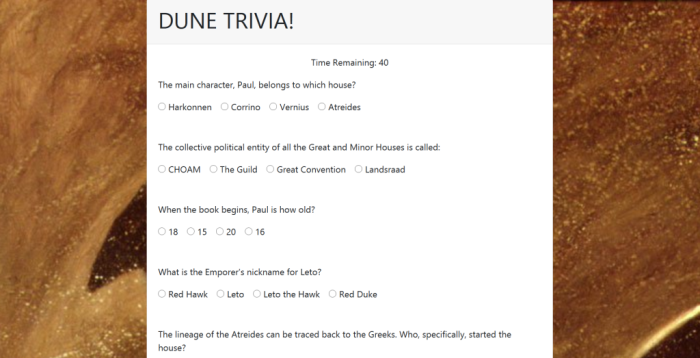 DUNE TRIVIA!
Time Remaining: 40
The main character, Paul, belongs to which house?
Harkonnen Corrino Vernius Atreides
The collective political entity of all the Great and Minor Houses is called:
CHOAM The Guild Great Convention Landsraad
When the book begins, Paul is how old?
18 15 20 16
What is the Emporer's nickname for Leto?
Red Hawk Leto Leto the Hawk Red Duke
The lineage of the Atreides can be traced back to the Greeks. Who, specifically, started the
house?